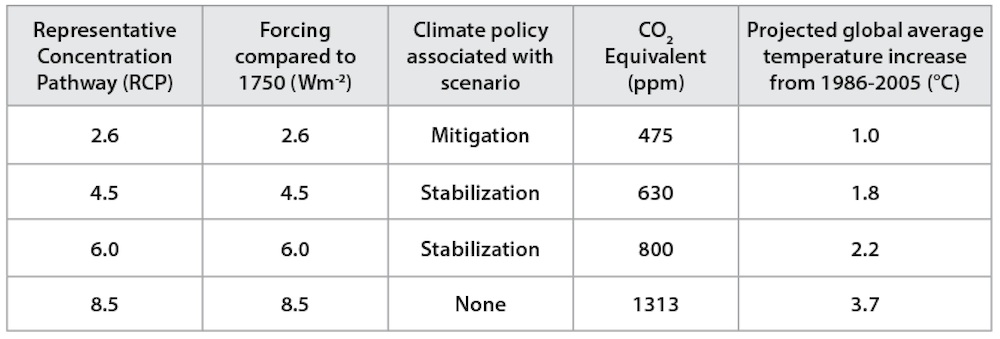 Representative
Concentration
Pathway (RCP)
Forcing
compared to
1750 (Wm⁻²)
Climate policy
associated with
scenario
CO₂
Equivalent
(ppm)
Projected global average
temperature increase
from 1986-2005 (°C)
2.6 2.6 Mitigation 475 1.0
4.5 4.5 Stabilization 630 1.8
6.0 6.0 Stabilization 800 2.2
8.5 8.5 None 1313 3.7